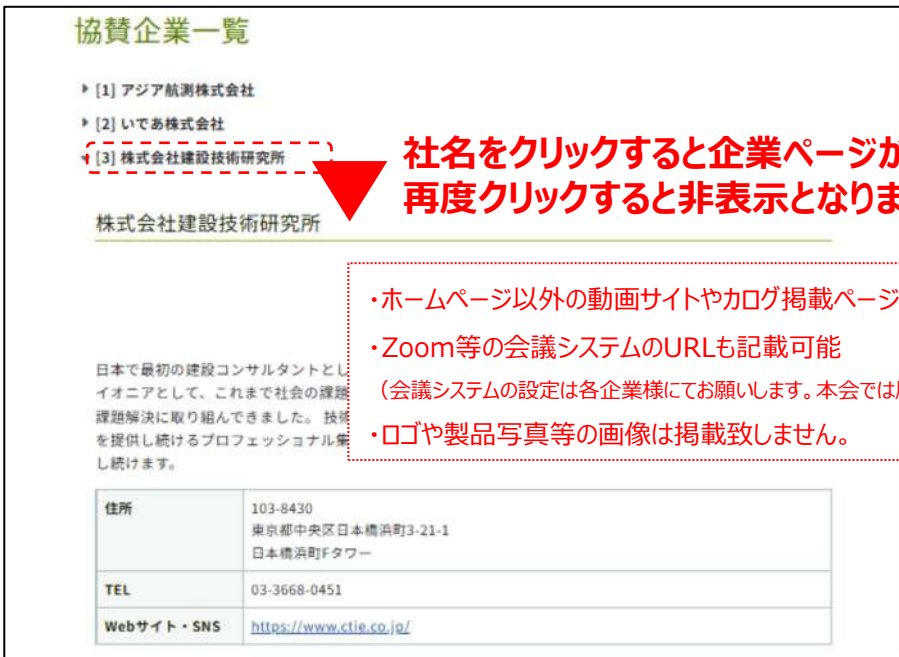 協賛企業一覧
[1] アジア航測株式会社
[2] いであ株式会社
[3] 株式会社建設技術研究所
社名をクリックすると企業ページが
再度クリックすると非表示となりま
株式会社建設技術研究所
・ホームページ以外の動画サイトやカログ掲載ページ
・Zoom等の会議システムのURLも記載可能
（会議システムの設定は各企業様にてお願いします。本会では
・ロゴや製品写真等の画像は掲載致しません。
日本で最初の建設コンサルタントとし
イオニアとして、これまで社会の課題
課題解決に取り組んできました。 技術
を提供し続けるプロフェッショナル集
し続けます。
住所 103-8430
東京都中央区日本橋浜町3-21-1
日本橋浜町Fタワー
TEL 03-3668-0451
Webサイト・SNS https://www.ctie.co.jp/